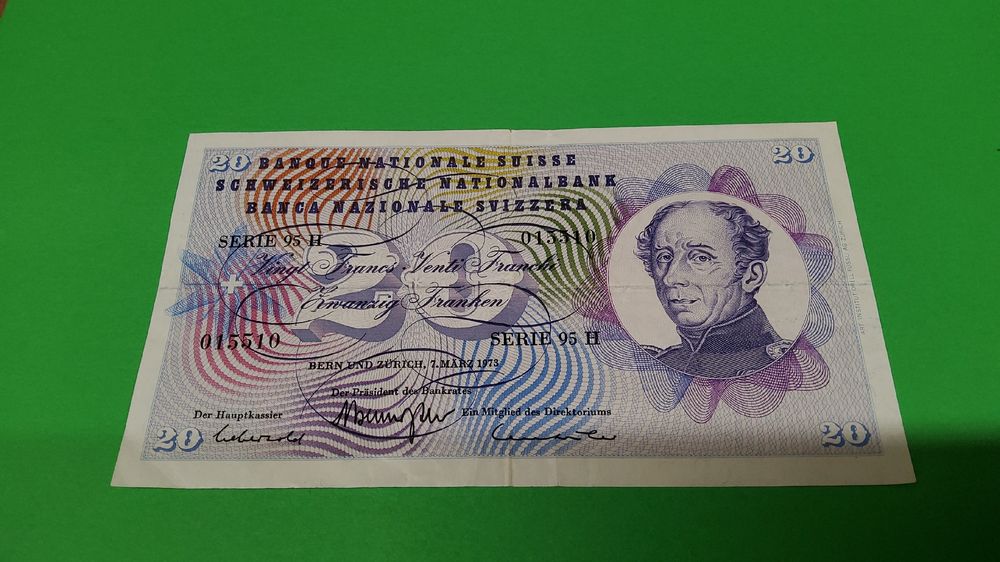 20
20
BANQUE NATIONALE SUISSE
SCHWEIZERISCHE NATIONALBANK
BANCA NAZIONALE SVIZZERA
SERIE 95 H
015510
20
Vingt Francs · Venti Franchi
Zwanzig Franken
015510
SERIE 95 H
BERN UND ZÜRICH, 7. MÄRZ 1973
Der Präsident des Bankrates
Der Hauptkassier
Ein Mitglied des Direktoriums
20
20